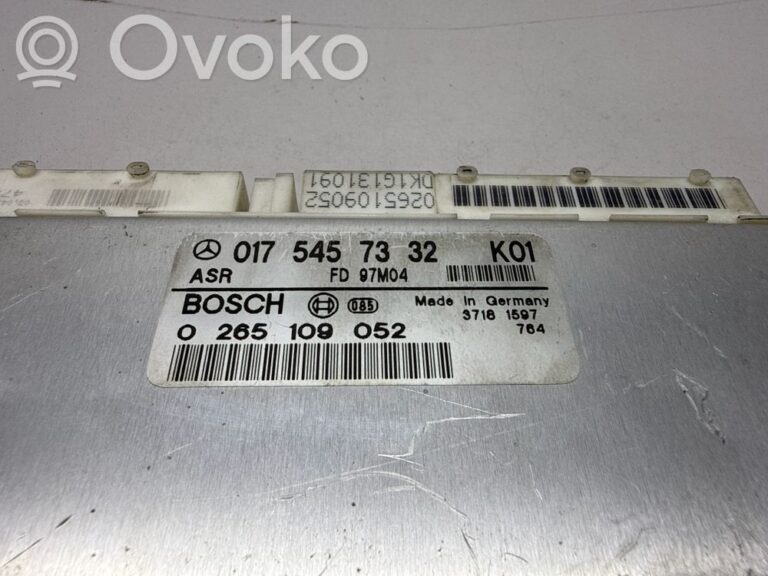 Ovoko
0265109052
DK1G131091
017 545 73 32 K01
ASR FD 97M04
BOSCH 085 Made in Germany
3718 1597
0 265 109 052 764